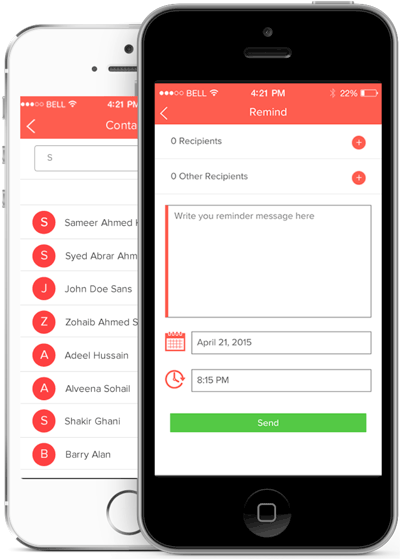 BELL
4:21 PM
Conta
S
S
Sameer Ahmed
S
Syed Abrar Ahm
J
John Doe Sans
Z
Zohaib Ahmed S
A
Adeel Hussain
A
Alveena Sohail
S
Shakir Ghani
B
Barry Alan
BELL
4:21 PM
22%
Remind
0 Recipients
+
0 Other Recipients
+
Write you reminder message here
April 21, 2015
8:15 PM
Send